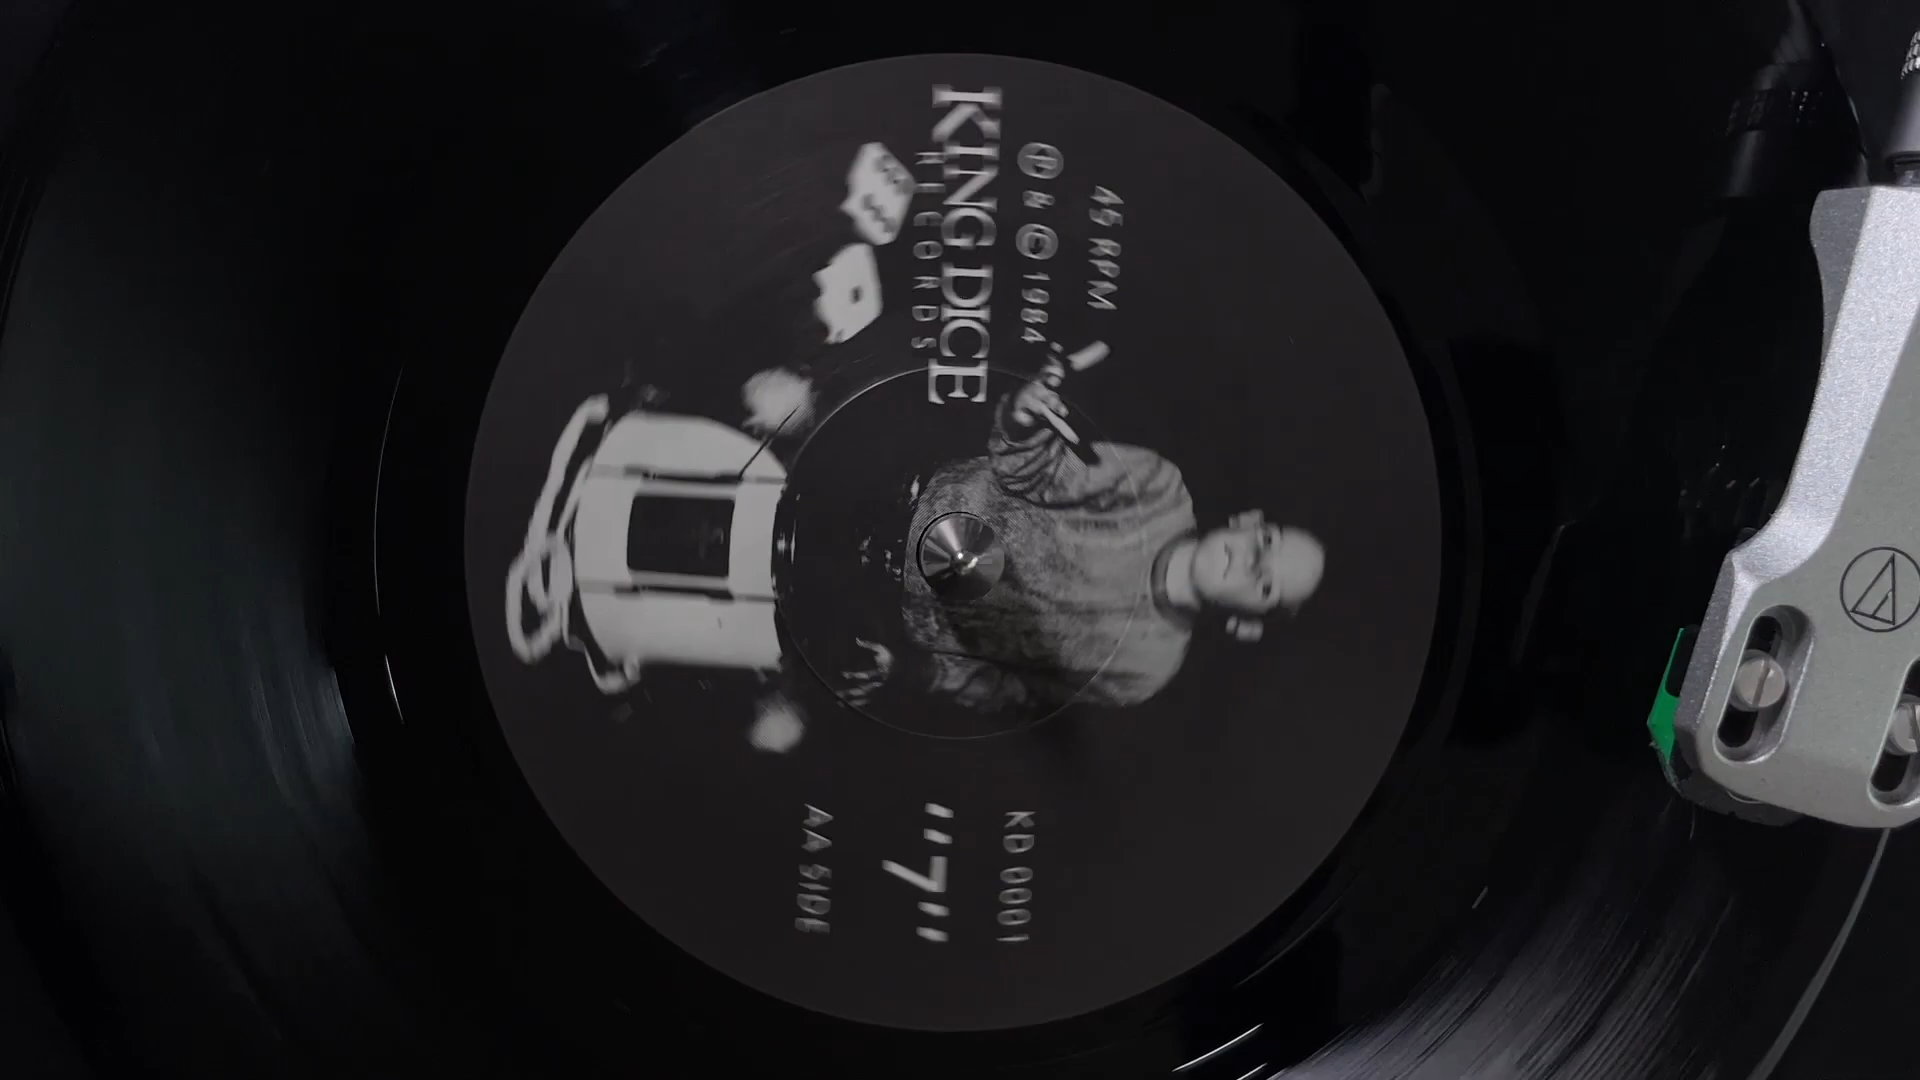 KING DICE
RECORDS
℗ & © 1984
45 RPM
KD 0001
"7"
AA SIDE